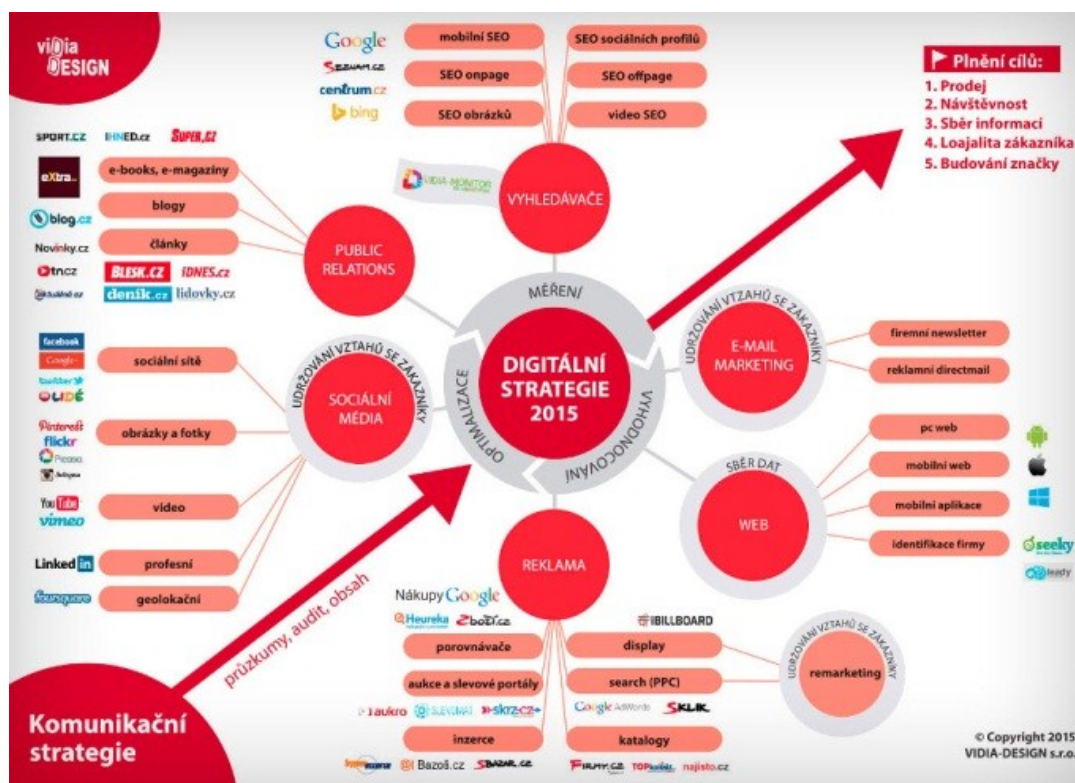 viDia
DESIGN
Google
SEZNAM.CZ
centrum.cz
bing
mobilní SEO
SEO onpage
SEO obrázků
SEO sociálních profilů
SEO offpage
video SEO
Plnění cílů:
1. Prodej
2. Návštěvnost
3. Sběr informací
4. Loajalita zákazníka
5. Budování značky
VIDIA-MONITOR
VYHLEDÁVAČE
SPORT.CZ IHNED.cz SUPER.CZ
eXtra
blog.cz
Novinky.cz
tn.cz BLESK.CZ iDNES.cz
aktuálně.cz deník.cz lidovky.cz
e-books, e-magazíny
blogy
články
PUBLIC
RELATIONS
MĚŘENÍ
VYHODNOCOVÁNÍ
OPTIMALIZACE
DIGITÁLNÍ
STRATEGIE
2015
UDRŽOVÁNÍ VTZAHŮ SE ZÁKAZNÍKY
E-MAIL
MARKETING
firemní newsletter
reklamní directmail
facebook
Google+
twitter
LIDÉ
sociální sítě
Pinterest
flickr
Picasa
obrázky a fotky
YouTube
vimeo
video
LinkedIn
profesní
foursquare
geolokační
UDRŽOVÁNÍ VZTAHŮ SE ZÁKAZNÍKY
SOCIÁLNÍ
MÉDIA
SBĚR DAT
WEB
pc web
mobilní web
mobilní aplikace
identifikace firmy
seeky
leady
REKLAMA
Nákupy Google
Heureka Zboží.cz
porovnávače
aukce a slevové portály
aukro SLEVOMAT skrz.cz
inzerce
Bazoš.cz SBAZAR.CZ
BILLBOARD
display
search (PPC)
Google AdWords SKLIK
katalogy
FIRMY.CZ najisto.cz
UDRŽOVÁNÍ VZTAHŮ SE ZÁKAZNÍKY
remarketing
průzkumy, audit, obsah
Komunikační
strategie
© Copyright 2015
VIDIA-DESIGN s.r.o.